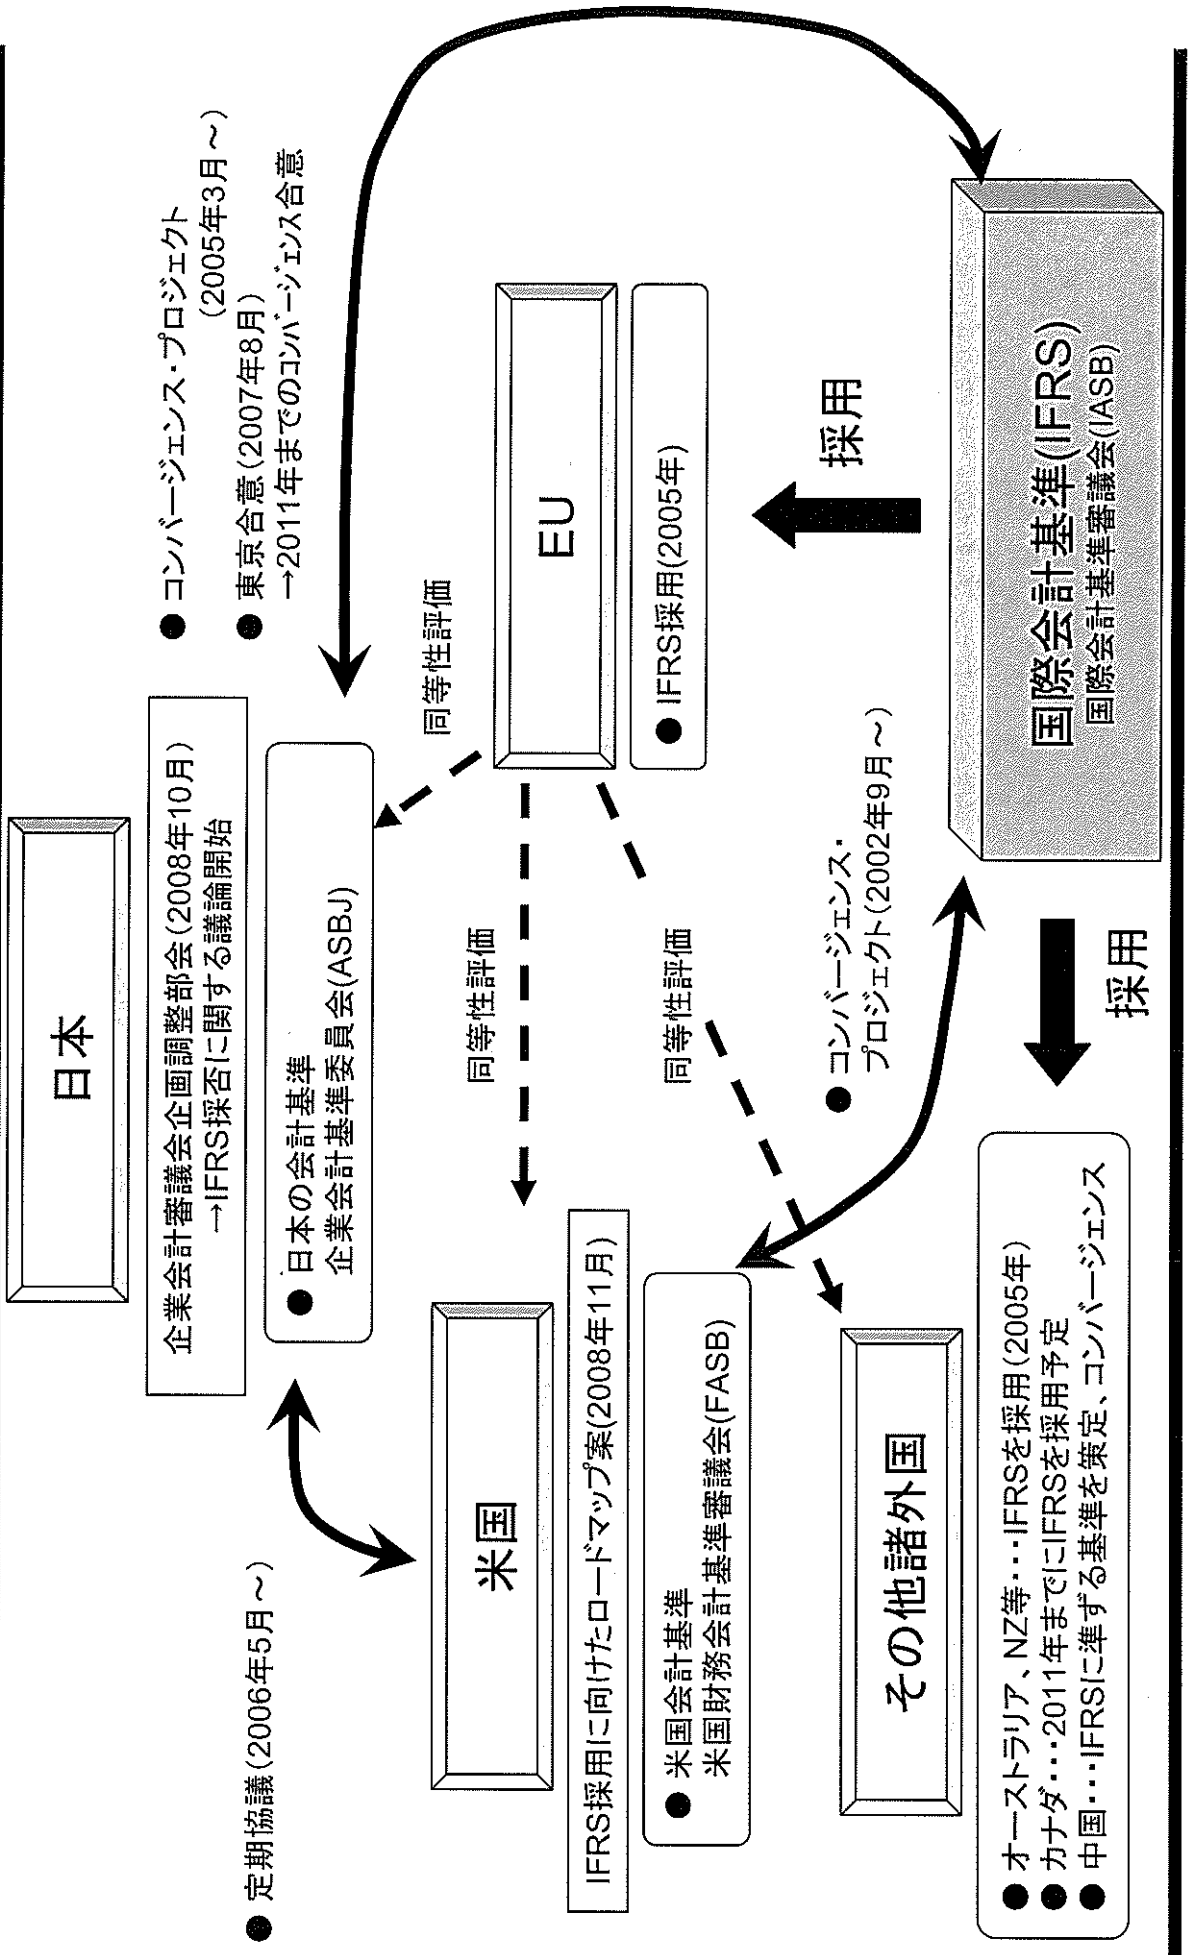 日本
企業会計審議会企画調整部会(2008年10月)
→IFRS採否に関する議論開始
● 日本の会計基準
企業会計基準委員会(ASBJ)
● コンバージェンス・プロジェクト
(2005年3月～)
● 東京合意(2007年8月)
→2011年までのコンバージェンス合意
● 定期協議(2006年5月～)
米国
IFRS採用に向けたロードマップ案(2008年11月)
● 米国会計基準
米国財務会計基準審議会(FASB)
同等性評価
同等性評価
同等性評価
EU
● IFRS採用(2005年)
● コンバージェンス・
プロジェクト(2002年9月～)
採用
その他諸外国
● オーストラリア、NZ等・・・IFRSを採用(2005年)
● カナダ・・・2011年までにIFRSを採用予定
● 中国・・・IFRSに準ずる基準を策定、コンバージェンス
採用
国際会計基準(IFRS)
国際会計基準審議会(IASB)